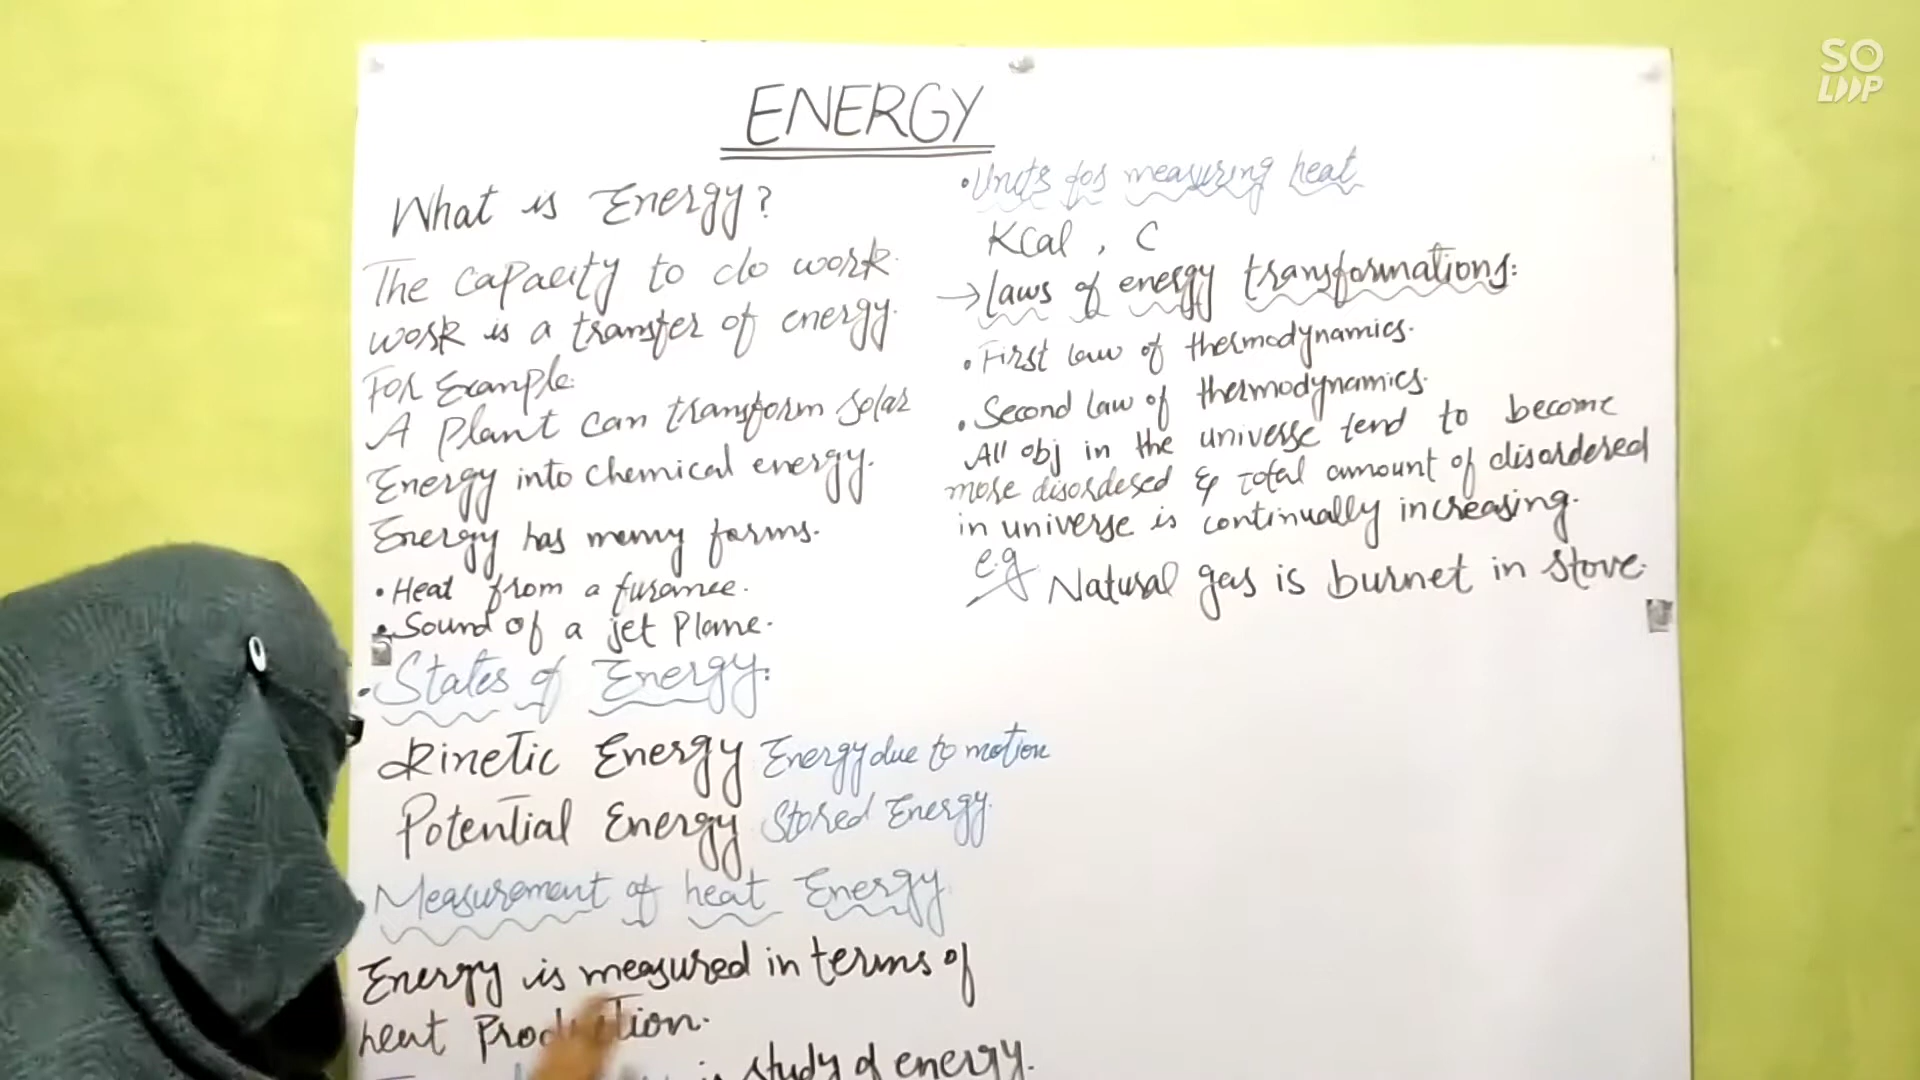 ENERGY
What is Energy?
The capacity to do work.
work is a transfer of energy.
For Example:
A plant can transform solar
Energy into chemical energy.
Energy has many forms.
• Heat from a furance.
• Sound of a jet Plane.
• States of Energy:
Kinetic Energy Energy due to motion
Potential Energy Stored Energy.
Measurement of heat Energy
Energy is measured in terms of
heat Production.
is study of energy.
• Units for measuring heat
KCal , C
→ laws of energy transformations:
• First law of thermodynamics.
• Second law of thermodynamics.
All obj in the universe tend to become
more disordered & total amount of disordered
in universe is continually increasing.
e.g Natural gas is burnet in stove.
SO
LOOP